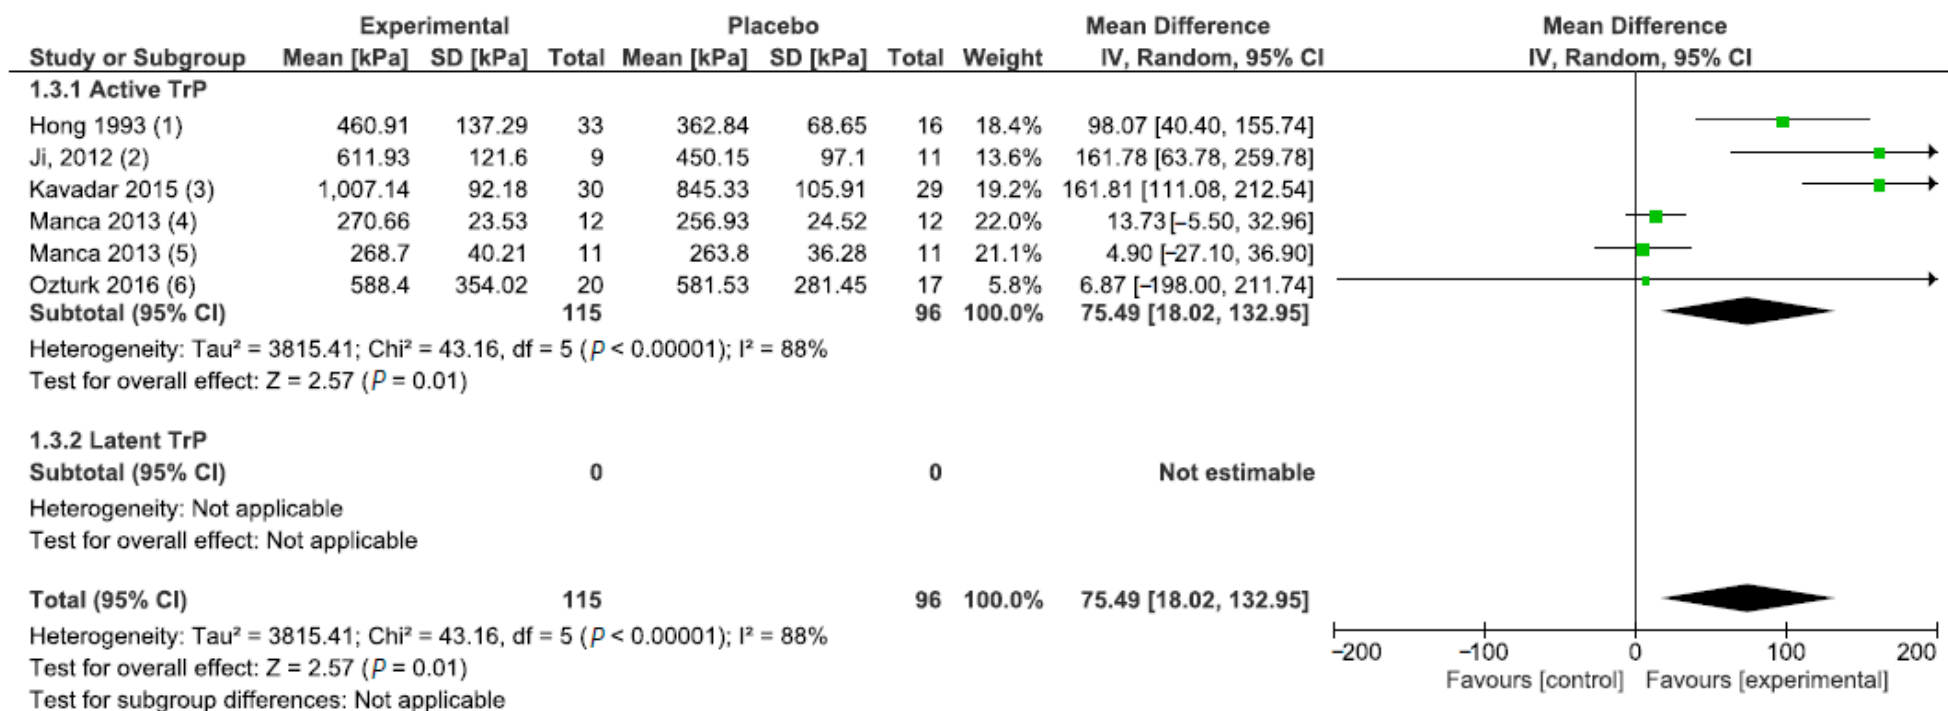 Experimental Placebo Mean Difference Mean Difference
Study or Subgroup Mean [kPa] SD [kPa] Total Mean [kPa] SD [kPa] Total Weight IV, Random, 95% CI IV, Random, 95% CI
1.3.1 Active TrP
Hong 1993 (1) 460.91 137.29 33 362.84 68.65 16 18.4% 98.07 [40.40, 155.74]
Ji, 2012 (2) 611.93 121.6 9 450.15 97.1 11 13.6% 161.78 [63.78, 259.78]
Kavadar 2015 (3) 1,007.14 92.18 30 845.33 105.91 29 19.2% 161.81 [111.08, 212.54]
Manca 2013 (4) 270.66 23.53 12 256.93 24.52 12 22.0% 13.73 [−5.50, 32.96]
Manca 2013 (5) 268.7 40.21 11 263.8 36.28 11 21.1% 4.90 [−27.10, 36.90]
Ozturk 2016 (6) 588.4 354.02 20 581.53 281.45 17 5.8% 6.87 [−198.00, 211.74]
Subtotal (95% CI) 115 96 100.0% 75.49 [18.02, 132.95]
Heterogeneity: Tau² = 3815.41; Chi² = 43.16, df = 5 (P < 0.00001); I² = 88%
Test for overall effect: Z = 2.57 (P = 0.01)
1.3.2 Latent TrP
Subtotal (95% CI) 0 0 Not estimable
Heterogeneity: Not applicable
Test for overall effect: Not applicable
Total (95% CI) 115 96 100.0% 75.49 [18.02, 132.95]
Heterogeneity: Tau² = 3815.41; Chi² = 43.16, df = 5 (P < 0.00001); I² = 88%
Test for overall effect: Z = 2.57 (P = 0.01)
Test for subgroup differences: Not applicable
−200 −100 0 100 200
Favours [control] Favours [experimental]